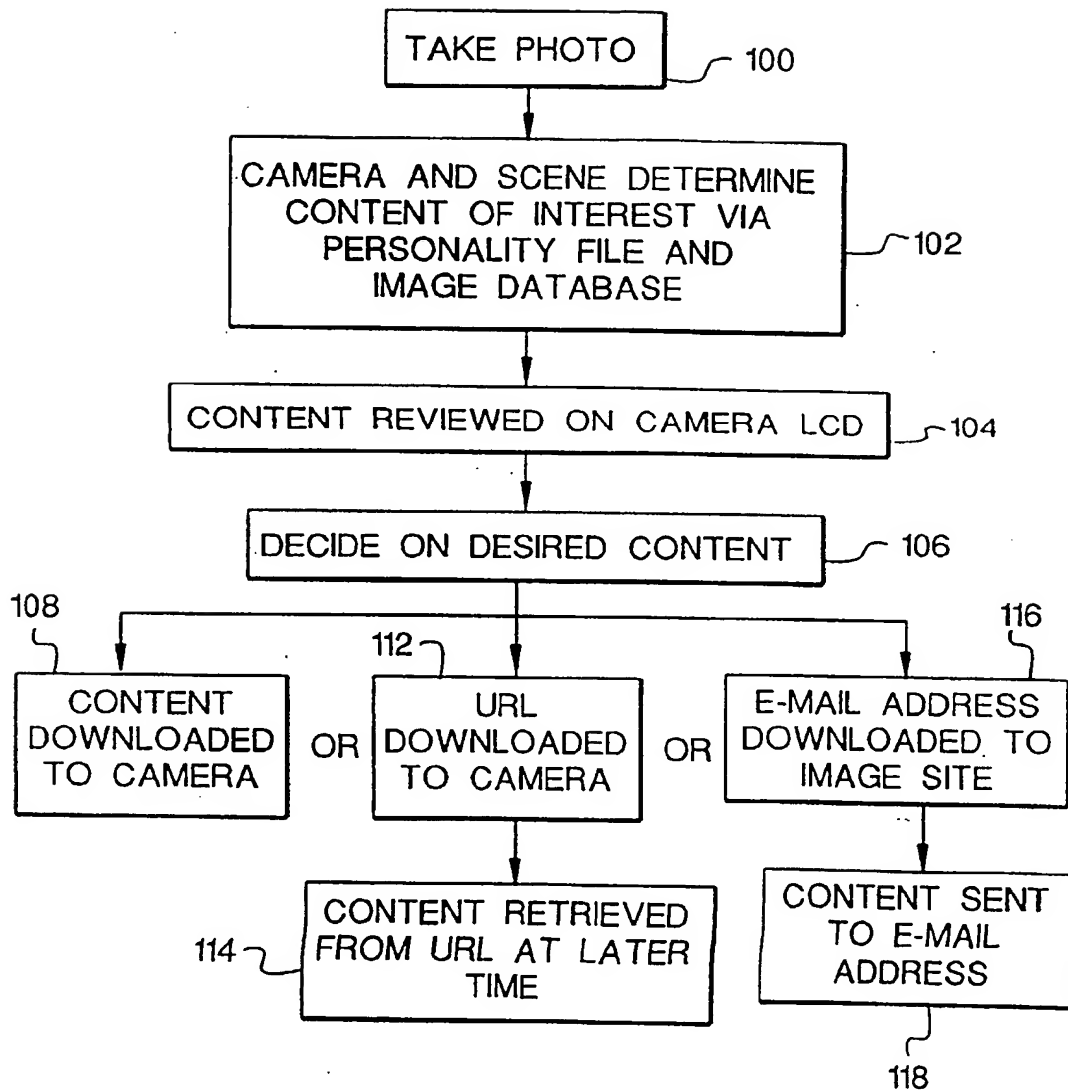 TAKE PHOTO
100
CAMERA AND SCENE DETERMINE
CONTENT OF INTEREST VIA
PERSONALITY FILE AND
IMAGE DATABASE
102
CONTENT REVIEWED ON CAMERA LCD
104
DECIDE ON DESIRED CONTENT
106
108
CONTENT
DOWNLOADED
TO CAMERA
OR
112
URL
DOWNLOADED
TO CAMERA
OR
116
E-MAIL ADDRESS
DOWNLOADED TO
IMAGE SITE
CONTENT RETRIEVED
FROM URL AT LATER
TIME
114
CONTENT SENT
TO E-MAIL
ADDRESS
118